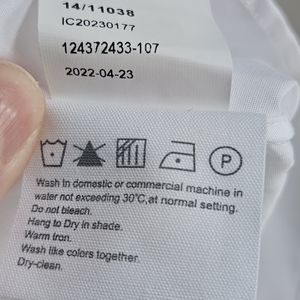 14/11038
IC20230177
124372433-107
2022-04-23
P
Wash in domestic or commercial machine in
water not exceeding 30°C,at normal setting.
Do not bleach.
Hang to Dry in shade.
Warm iron.
Wash like colors together.
Dry-clean.